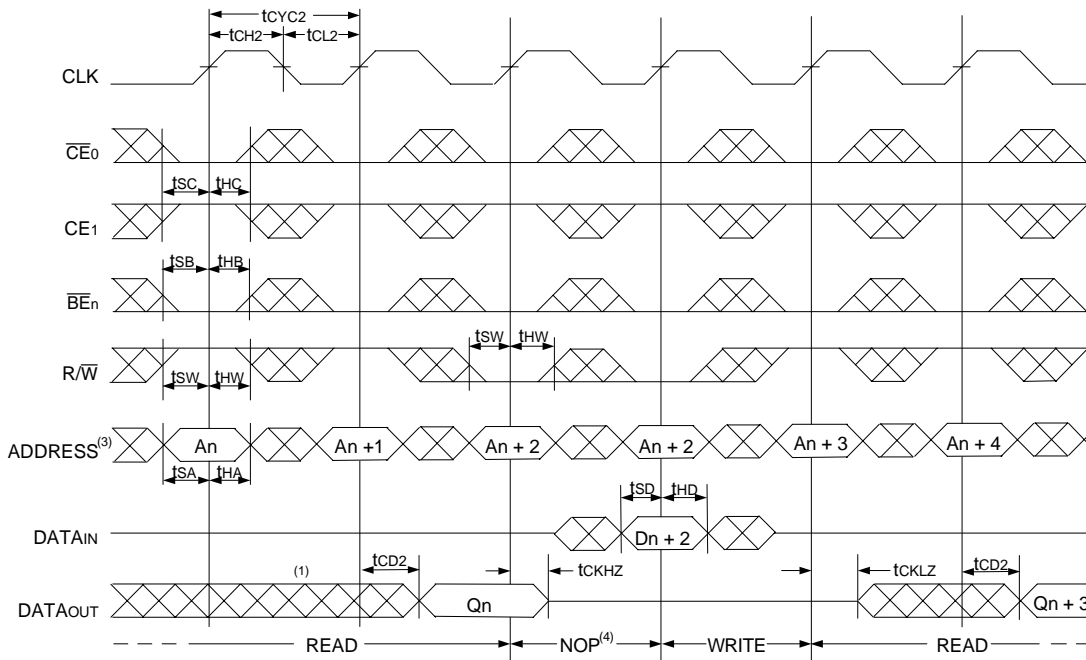 tCYC2
tCH2 tCL2
CLK
CE0
tSC tHC
CE1
tSB tHB
BEn
tSW tHW
R/W
tSW tHW
ADDRESS(3) An An +1 An + 2 An + 2 An + 3 An + 4
tSA tHA
tSD tHD
DATAIN Dn + 2
(1) tCD2 tCKHZ tCKLZ tCD2
DATAOUT Qn Qn + 3
READ NOP(4) WRITE READ